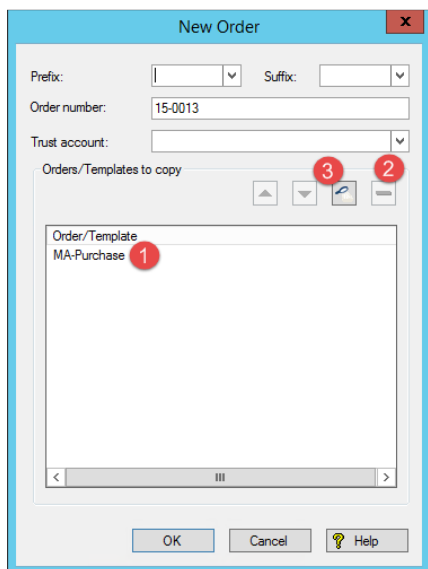 New Order
x
Prefix:
Suffix:
Order number:
15-0013
Trust account:
Orders/Templates to copy
3
2
Order/Template
MA-Purchase
1
OK
Cancel
? Help